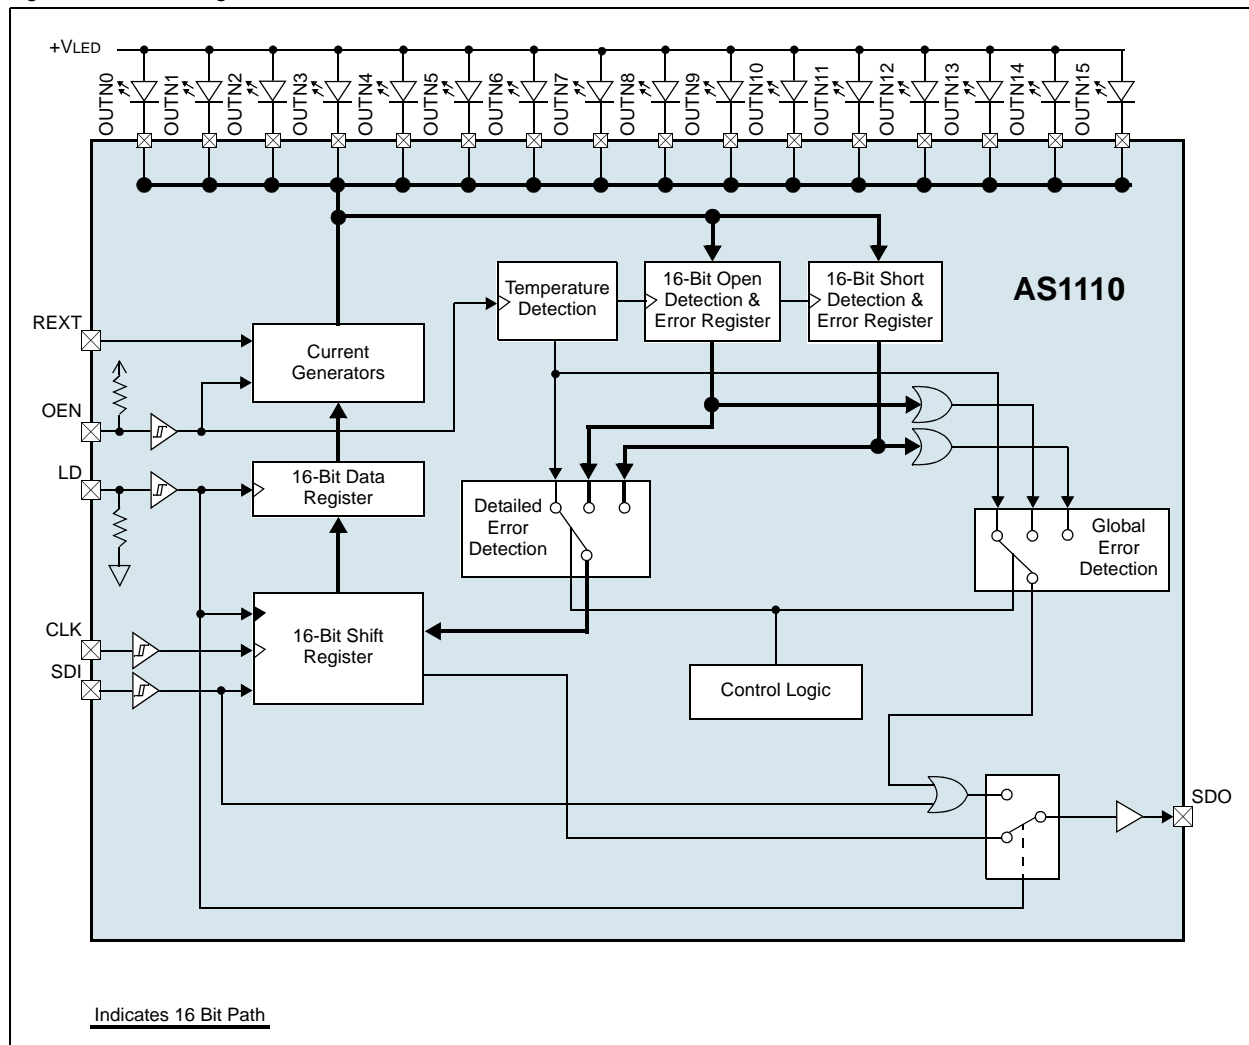 +VLED
OUTN0
OUTN1
OUTN2
OUTN3
OUTN4
OUTN5
OUTN6
OUTN7
OUTN8
OUTN9
OUTN10
OUTN11
OUTN12
OUTN13
OUTN14
OUTN15
AS1110
Temperature
Detection
16-Bit Open
Detection &
Error Register
16-Bit Short
Detection &
Error Register
REXT
Current
Generators
OEN
LD
16-Bit Data
Register
Detailed
Error
Detection
Global
Error
Detection
CLK
SDI
16-Bit Shift
Register
Control Logic
SDO
Indicates 16 Bit Path